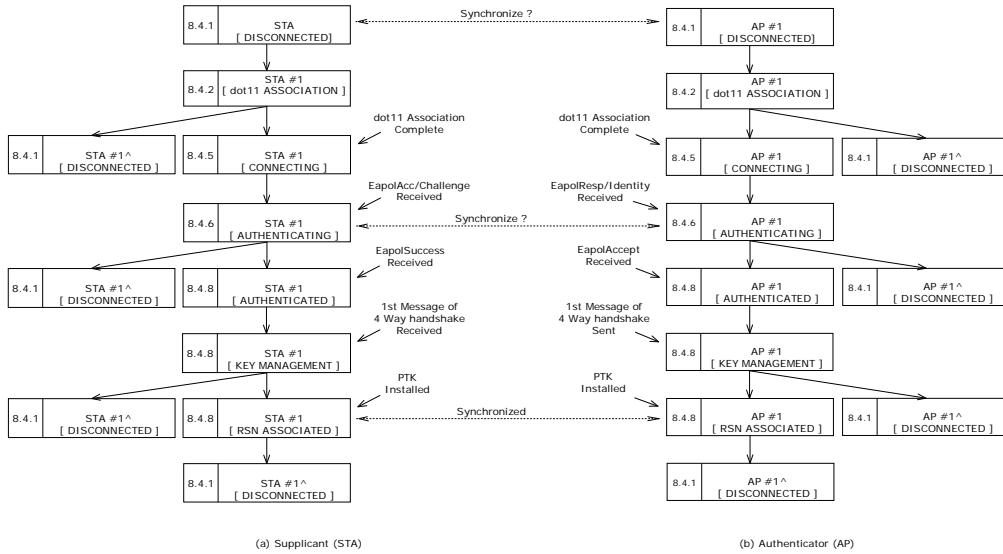 Synchronize ?
8.4.1
STA
[ DISCONNECTED]
8.4.1
AP #1
[ DISCONNECTED]
8.4.2
STA #1
[ dot11 ASSOCIATION ]
8.4.2
AP #1
[ dot11 ASSOCIATION ]
dot11 Association
Complete
dot11 Association
Complete
8.4.1
STA #1^
[ DISCONNECTED ]
8.4.5
STA #1
[ CONNECTING ]
8.4.5
AP #1
[ CONNECTING ]
8.4.1
AP #1^
[ DISCONNECTED ]
EapolAcc/Challenge
Received
EapolResp/Identity
Received
8.4.6
STA #1
[ AUTHENTICATING ]
Synchronize ?
8.4.6
AP #1
[ AUTHENTICATING ]
EapolSuccess
Received
EapolAccept
Received
8.4.1
STA #1^
[ DISCONNECTED ]
8.4.8
STA #1
[ AUTHENTICATED ]
8.4.8
AP #1
[ AUTHENTICATED ]
8.4.1
AP #1^
[ DISCONNECTED ]
1st Message of
4 Way handshake
Received
1st Message of
4 Way handshake
Sent
8.4.8
STA #1
[ KEY MANAGEMENT ]
8.4.8
AP #1
[ KEY MANAGEMENT ]
PTK
Installed
PTK
Installed
8.4.1
STA #1^
[ DISCONNECTED ]
8.4.8
STA #1
[ RSN ASSOCIATED ]
Synchronized
8.4.8
AP #1
[ RSN ASSOCIATED ]
8.4.1
AP #1^
[ DISCONNECTED ]
8.4.1
STA #1^
[ DISCONNECTED ]
8.4.1
AP #1^
[ DISCONNECTED ]
(a) Supplicant (STA)
(b) Authenticator (AP)